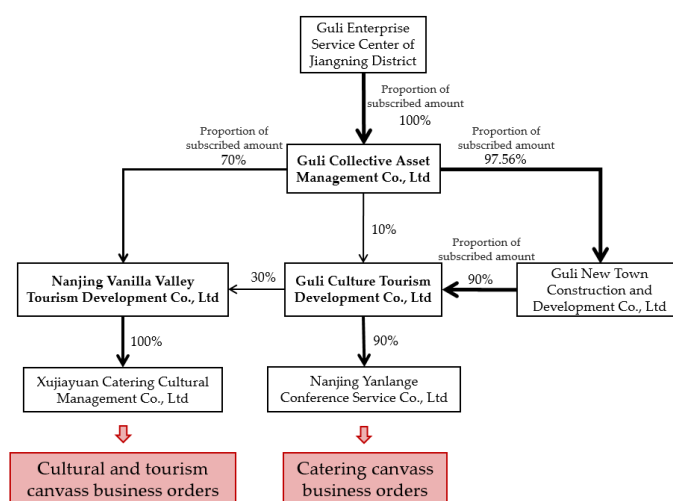 Guli Enterprise
Service Center of
Jiangning District
Proportion of
subscribed amount
100%
Proportion of
subscribed amount
70%
Guli Collective Asset
Management Co., Ltd
Proportion of
subscribed amount
97.56%
10%
Proportion of
subscribed amount
90%
Nanjing Vanilla Valley
Tourism Development Co., Ltd
30%
Guli Culture Tourism
Development Co., Ltd
Guli New Town
Construction and
Development Co., Ltd
100%
90%
Xujiayuan Catering Cultural
Management Co., Ltd
Nanjing Yanlange
Conference Service Co., Ltd
Cultural and tourism
canvass business orders
Catering canvass
business orders